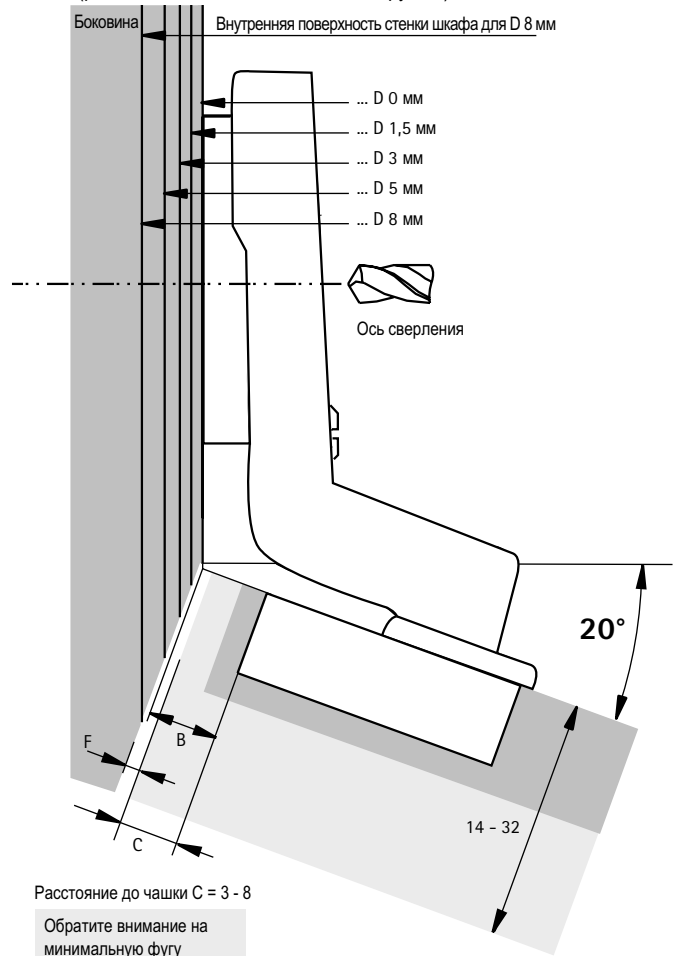 Боковина
Внутренняя поверхность стенки шкафа для D 8 мм
... D 0 мм
... D 1,5 мм
... D 3 мм
... D 5 мм
... D 8 мм
Ось сверления
20°
F
B
C
14 - 32
Расстояние до чашки C = 3 - 8
Обратите внимание на
минимальную фугу